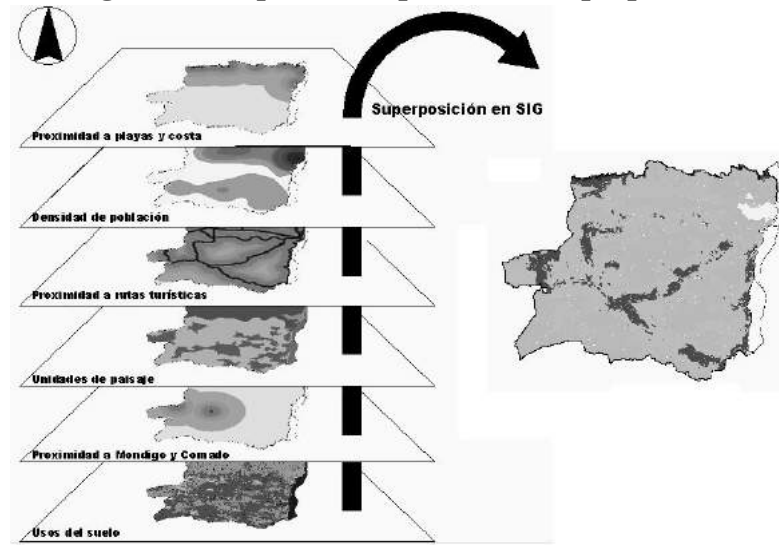 Superposición en SIG
Proximidad a playas y costa
Densidad de población
Proximidad a rutas turísticas
Unidades de paisaje
Proximidad a Mondigo y Comado
Usos del suelo